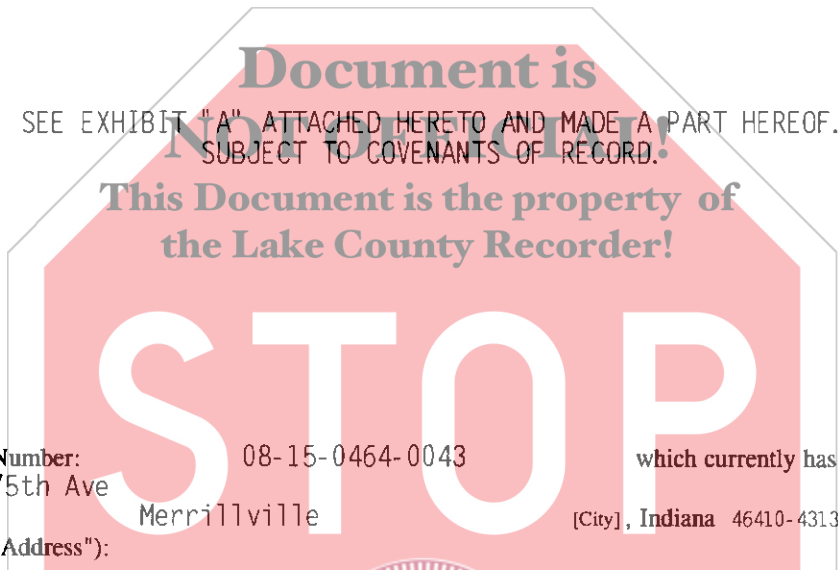 Document is
SEE EXHIBIT "A" ATTACHED HERETO AND MADE A PART HEREOF.
NOT OFFICIAL!
SUBJECT TO COVENANTS OF RECORD.
This Document is the property of
the Lake County Recorder!
STOP
Number: 08-15-0464-0043 which currently has
75th Ave
Merrillville [City], Indiana 46410-4313
Address"):